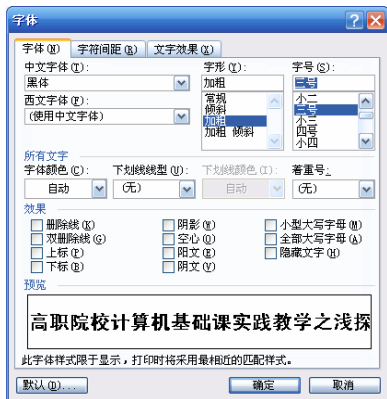 字体
字体(N) 字符间距(R) 文字效果(X)
中文字体(T): 字形(Y): 字号(S):
黑体 加粗 三号
西文字体(F): 常规 小二
(使用中文字体) 倾斜 三号
加粗 小三
加粗 倾斜 四号
小四
所有文字
字体颜色(C): 下划线线型(U): 下划线颜色(I): 着重号:
自动 (无) 自动 (无)
效果
删除线(K) 阴影(W) 小型大写字母(M)
双删除线(G) 空心(O) 全部大写字母(A)
上标(P) 阳文(E) 隐藏文字(H)
下标(B) 阴文(V)
预览
高职院校计算机基础课实践教学之浅探
此字体样式限于显示,打印时将采用最相近的匹配样式。
默认(D)... 确定 取消